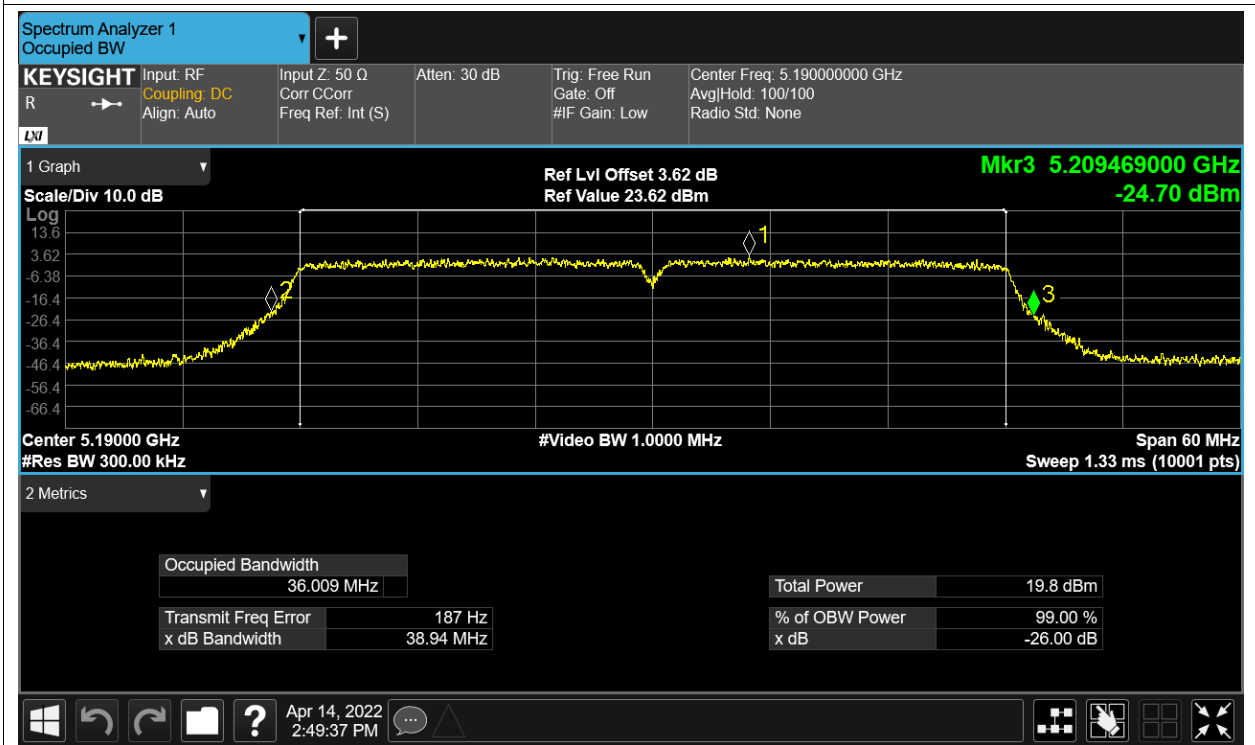 Spectrum Analyzer 1
Occupied BW
+
KEYSIGHT
R
LXI
Input: RF
Coupling: DC
Align: Auto
Input Z: 50 Ω
Corr CCorr
Freq Ref: Int (S)
Atten: 30 dB
Trig: Free Run
Gate: Off
#IF Gain: Low
Center Freq: 5.190000000 GHz
Avg|Hold: 100/100
Radio Std: None
1 Graph
Scale/Div 10.0 dB
Ref Lvl Offset 3.62 dB
Ref Value 23.62 dBm
Mkr3 5.209469000 GHz
-24.70 dBm
Log
13.6
3.62
-6.38
-16.4
-26.4
-36.4
-46.4
-56.4
-66.4
1
2
3
Center 5.19000 GHz
#Res BW 300.00 kHz
#Video BW 1.0000 MHz
Span 60 MHz
Sweep 1.33 ms (10001 pts)
2 Metrics
Occupied Bandwidth
36.009 MHz
Transmit Freq Error 187 Hz
x dB Bandwidth 38.94 MHz
Total Power 19.8 dBm
% of OBW Power 99.00 %
x dB -26.00 dB
?
Apr 14, 2022
2:49:37 PM